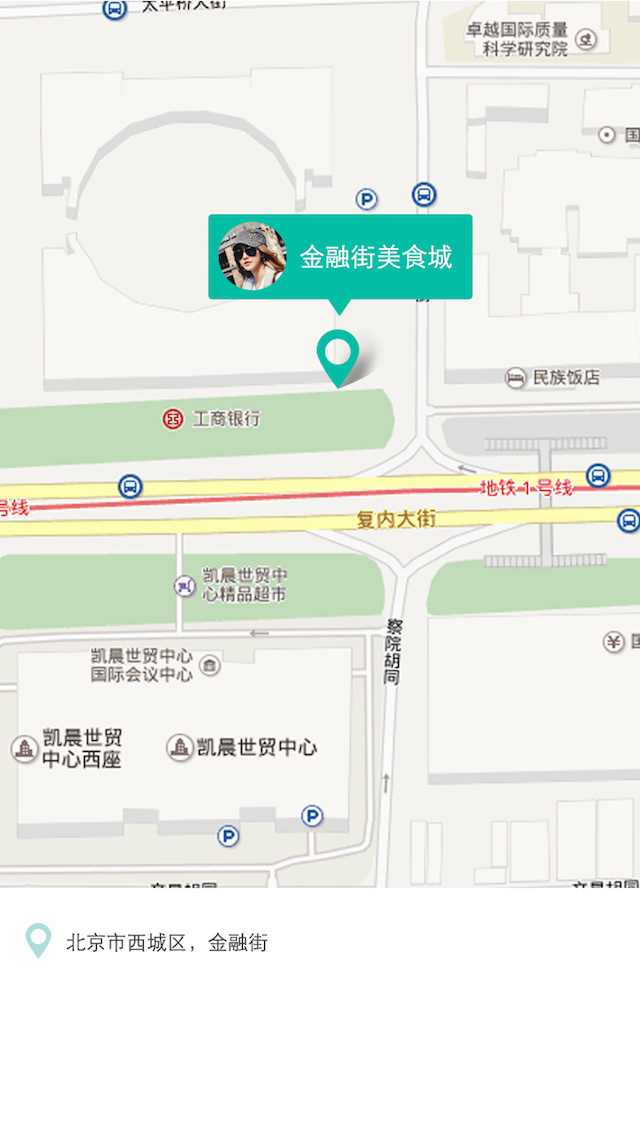 太平桥大街
卓越国际质量
科学研究院
国
P
金融街美食城
民族饭店
工商银行
地铁1号线
号线
复内大街
凯晨世贸中
心精品超市
察院胡同
凯晨世贸中心
国际会议中心
¥
国
凯晨世贸
中心西座
凯晨世贸中心
P
P
文昌胡同
文昌胡同
北京市西城区，金融街